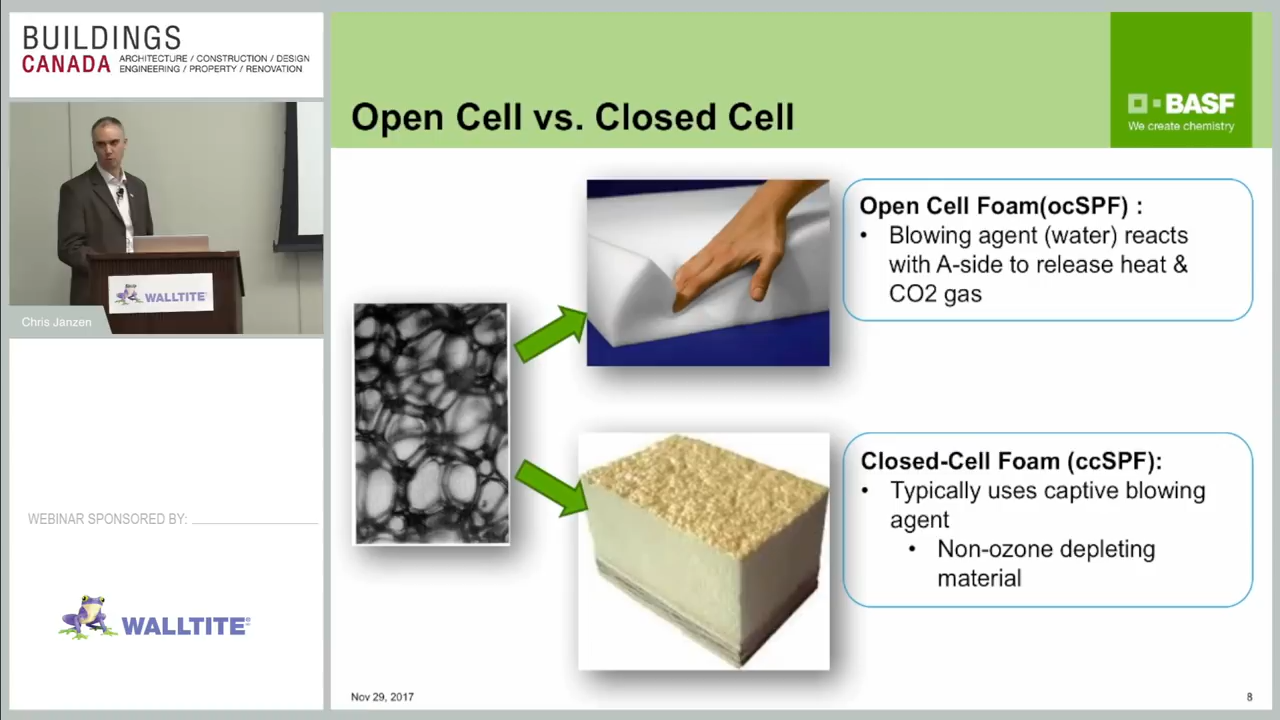 BUILDINGS
CANADA
ARCHITECTURE / CONSTRUCTION / DESIGN
ENGINEERING / PROPERTY / RENOVATION
WALLTITE
Chris Janzen
WEBINAR SPONSORED BY:
WALLTITE®
Open Cell vs. Closed Cell
BASF
We create chemistry
Open Cell Foam(ocSPF) :
• Blowing agent (water) reacts
with A-side to release heat &
CO2 gas
Closed-Cell Foam (ccSPF):
• Typically uses captive blowing
agent
• Non-ozone depleting
material
Nov 29, 2017
8